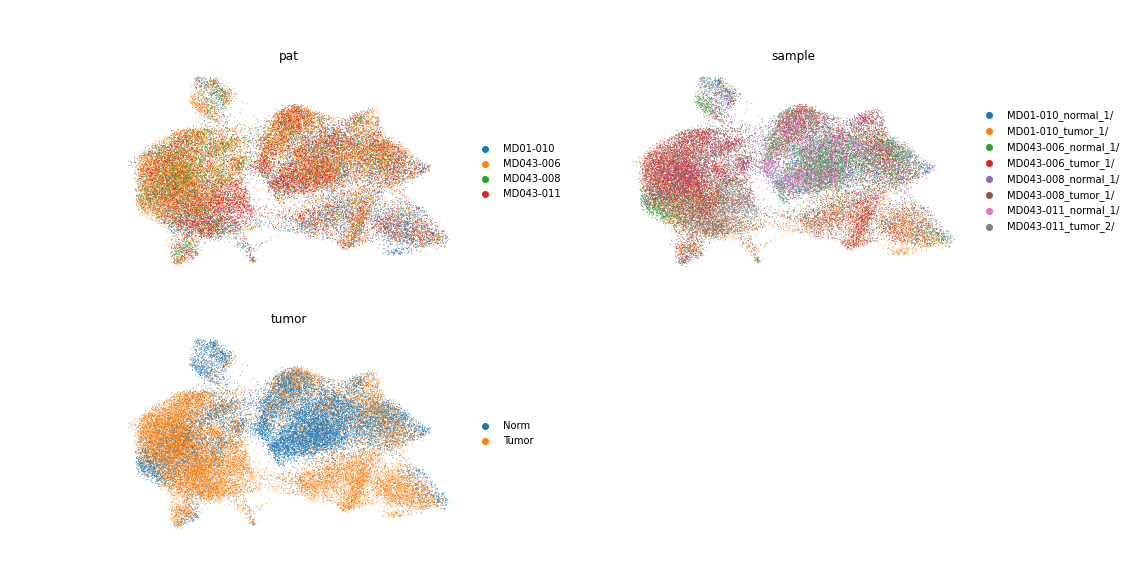 pat
MD01-010
MD043-006
MD043-008
MD043-011
sample
MD01-010_normal_1/
MD01-010_tumor_1/
MD043-006_normal_1/
MD043-006_tumor_1/
MD043-008_normal_1/
MD043-008_tumor_1/
MD043-011_normal_1/
MD043-011_tumor_2/
tumor
Norm
Tumor